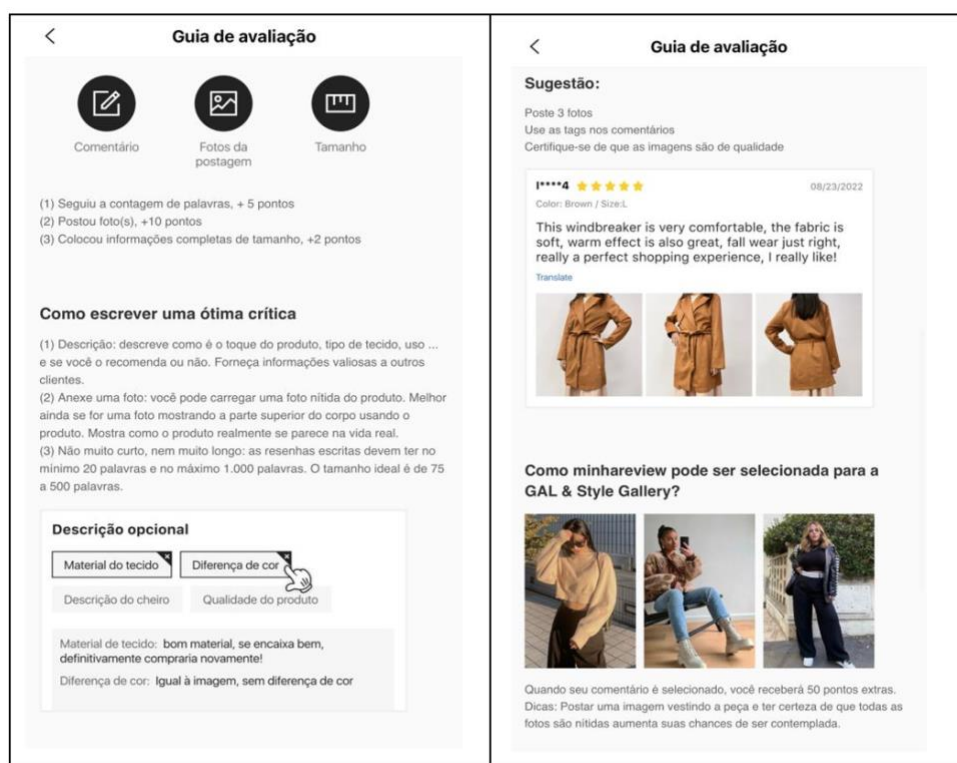 Guia de avaliação
Comentário
Fotos da
postagem
Tamanho
(1) Seguiu a contagem de palavras, + 5 pontos
(2) Postou foto(s), +10 pontos
(3) Colocou informações completas de tamanho, +2 pontos
Como escrever uma ótima crítica
(1) Descrição: descreve como é o toque do produto, tipo de tecido, uso ...
e se você o recomenda ou não. Forneça informações valiosas a outros
clientes.
(2) Anexe uma foto: você pode carregar uma foto nítida do produto. Melhor
ainda se for uma foto mostrando a parte superior do corpo usando o
produto. Mostra como o produto realmente se parece na vida real.
(3) Não muito curto, nem muito longo: as resenhas escritas devem ter no
mínimo 20 palavras e no máximo 1.000 palavras. O tamanho ideal é de 75
a 500 palavras.
Descrição opcional
Material do tecido
Diferença de cor
Descrição do cheiro
Qualidade do produto
Material de tecido: bom material, se encaixa bem,
definitivamente compraria novamente!
Diferença de cor: Igual à imagem, sem diferença de cor
Guia de avaliação
Sugestão:
Poste 3 fotos
Use as tags nos comentários
Certifique-se de que as imagens são de qualidade
l****4
08/23/2022
Color: Brown / Size:L
This windbreaker is very comfortable, the fabric is
soft, warm effect is also great, fall wear just right,
really a perfect shopping experience, I really like!
Translate
Como minhareview pode ser selecionada para a
GAL & Style Gallery?
Quando seu comentário é selecionado, você receberá 50 pontos extras.
Dicas: Postar uma imagem vestindo a peça e ter certeza de que todas as
fotos são nítidas aumenta suas chances de ser contemplada.